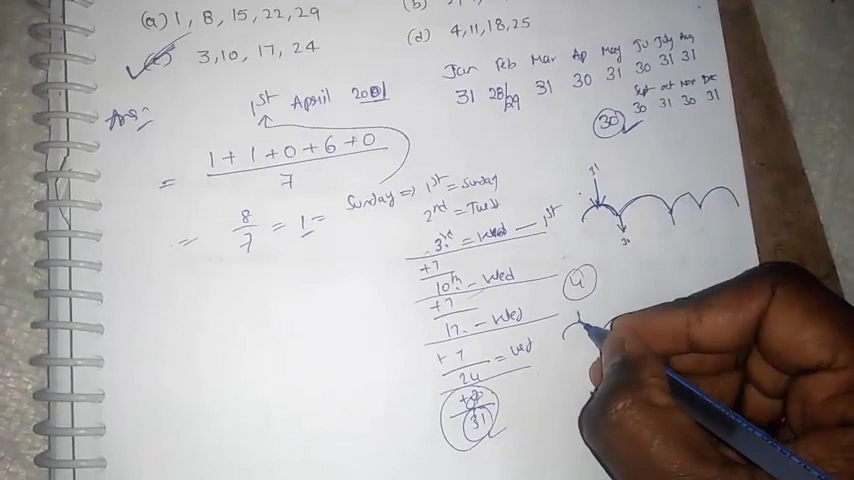 (a) 1, 8, 15, 22, 29
(b)
(c) 3, 10, 17, 24
(d) 4, 11, 18, 25
Jan Feb Mar Ap May Ju July Aug
31 28/29 31 30 31 30 31 31
Sept Oct Nov Dec
30 31 30 31
30
Ans:
1st April 2001
= 1 + 1 + 0 + 6 + 0
7
= 8/7 = 1 =
Sunday => 1st = Sunday
2nd = Tues
3rd = Wed - 1st
+7
10th - Wed
+7
17 - Wed
+7
24 = Wed
31
31
31
4